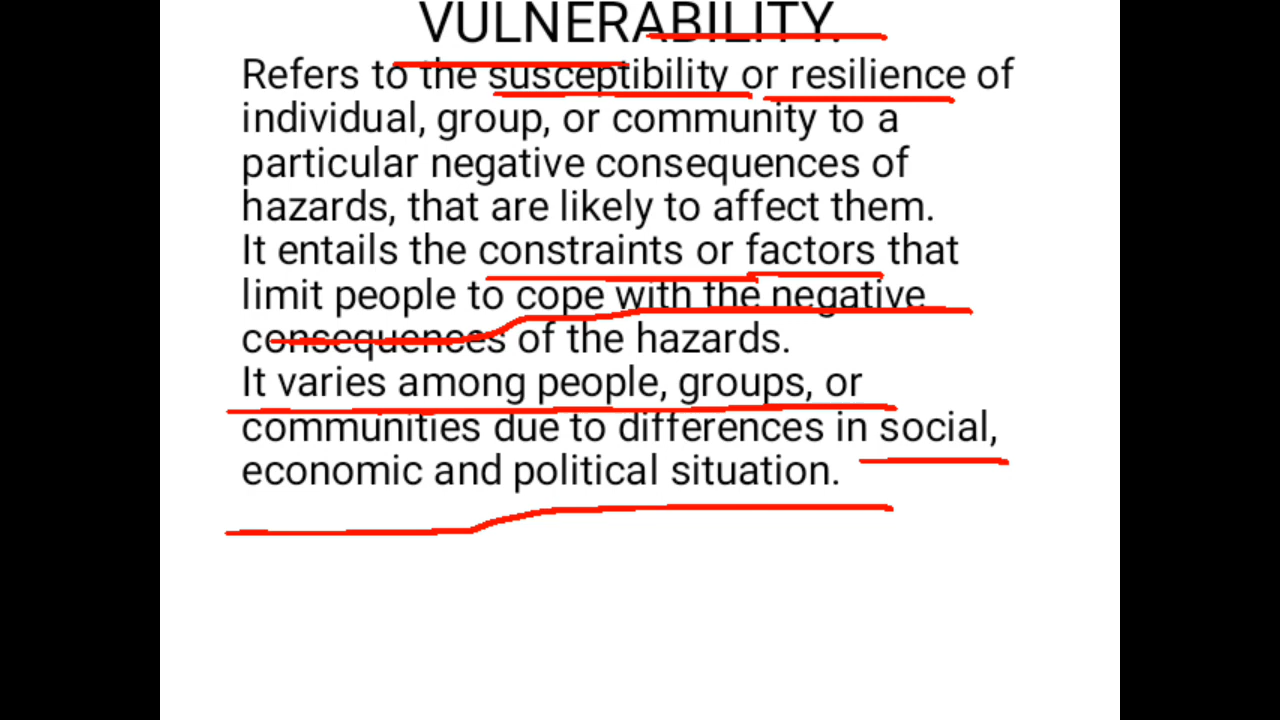 VULNERABILITY.
Refers to the susceptibility or resilience of
individual, group, or community to a
particular negative consequences of
hazards, that are likely to affect them.
It entails the constraints or factors that
limit people to cope with the negative
consequences of the hazards.
It varies among people, groups, or
communities due to differences in social,
economic and political situation.